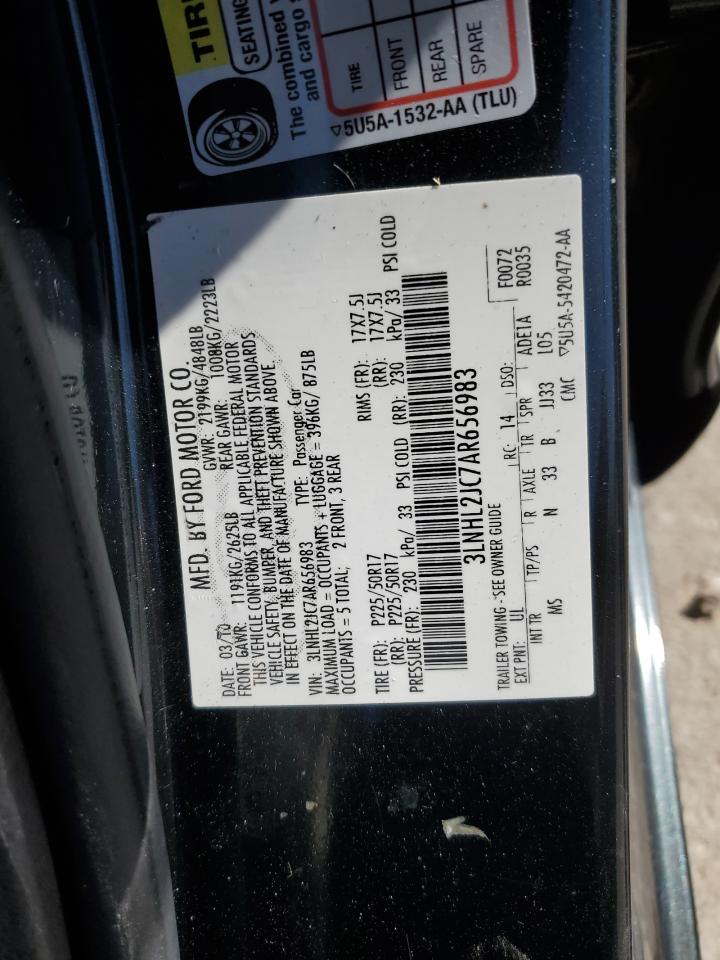 TIR
SEATING
The combined
and cargo
TIRE
FRONT
REAR
SPARE
▽5U5A-1532-AA (TLU)
MFD. BY FORD MOTOR CO.
DATE: 03/10 GVWR: 2199KG/4848LB
FRONT GAWR: 1191KG/2625LB REAR GAWR: 1008KG/2223LB
THIS VEHICLE CONFORMS TO ALL APPLICABLE FEDERAL MOTOR
VEHICLE SAFETY, BUMPER, AND THEFT PREVENTION STANDARDS
IN EFFECT ON THE DATE OF MANUFACTURE SHOWN ABOVE.
VIN: 3LNHL2JC7AR656983 TYPE: Passenger Car
MAXIMUM LOAD = OCCUPANTS + LUGGAGE = 396KG/ 875LB
OCCUPANTS = 5 TOTAL; 2 FRONT, 3 REAR
TIRE (FR): P225/50R17 RIMS (FR): 17X7.5J
(RR): P225/50R17 (RR): 17X7.5J
PRESSURE (FR): 230 kPa/ 33 PSI COLD (RR): 230 kPa/ 33 PSI COLD
3LNHL2JC7AR656983
TRAILER TOWING - SEE OWNER GUIDE
EXT PNT: UL RC: 14 DSO: F0072
R0035
INT TR TP/PS R AXLE TR SPR ADE1A
MS N 33 B JJ33 L05
CMC ▽5U5A-5420472-AA